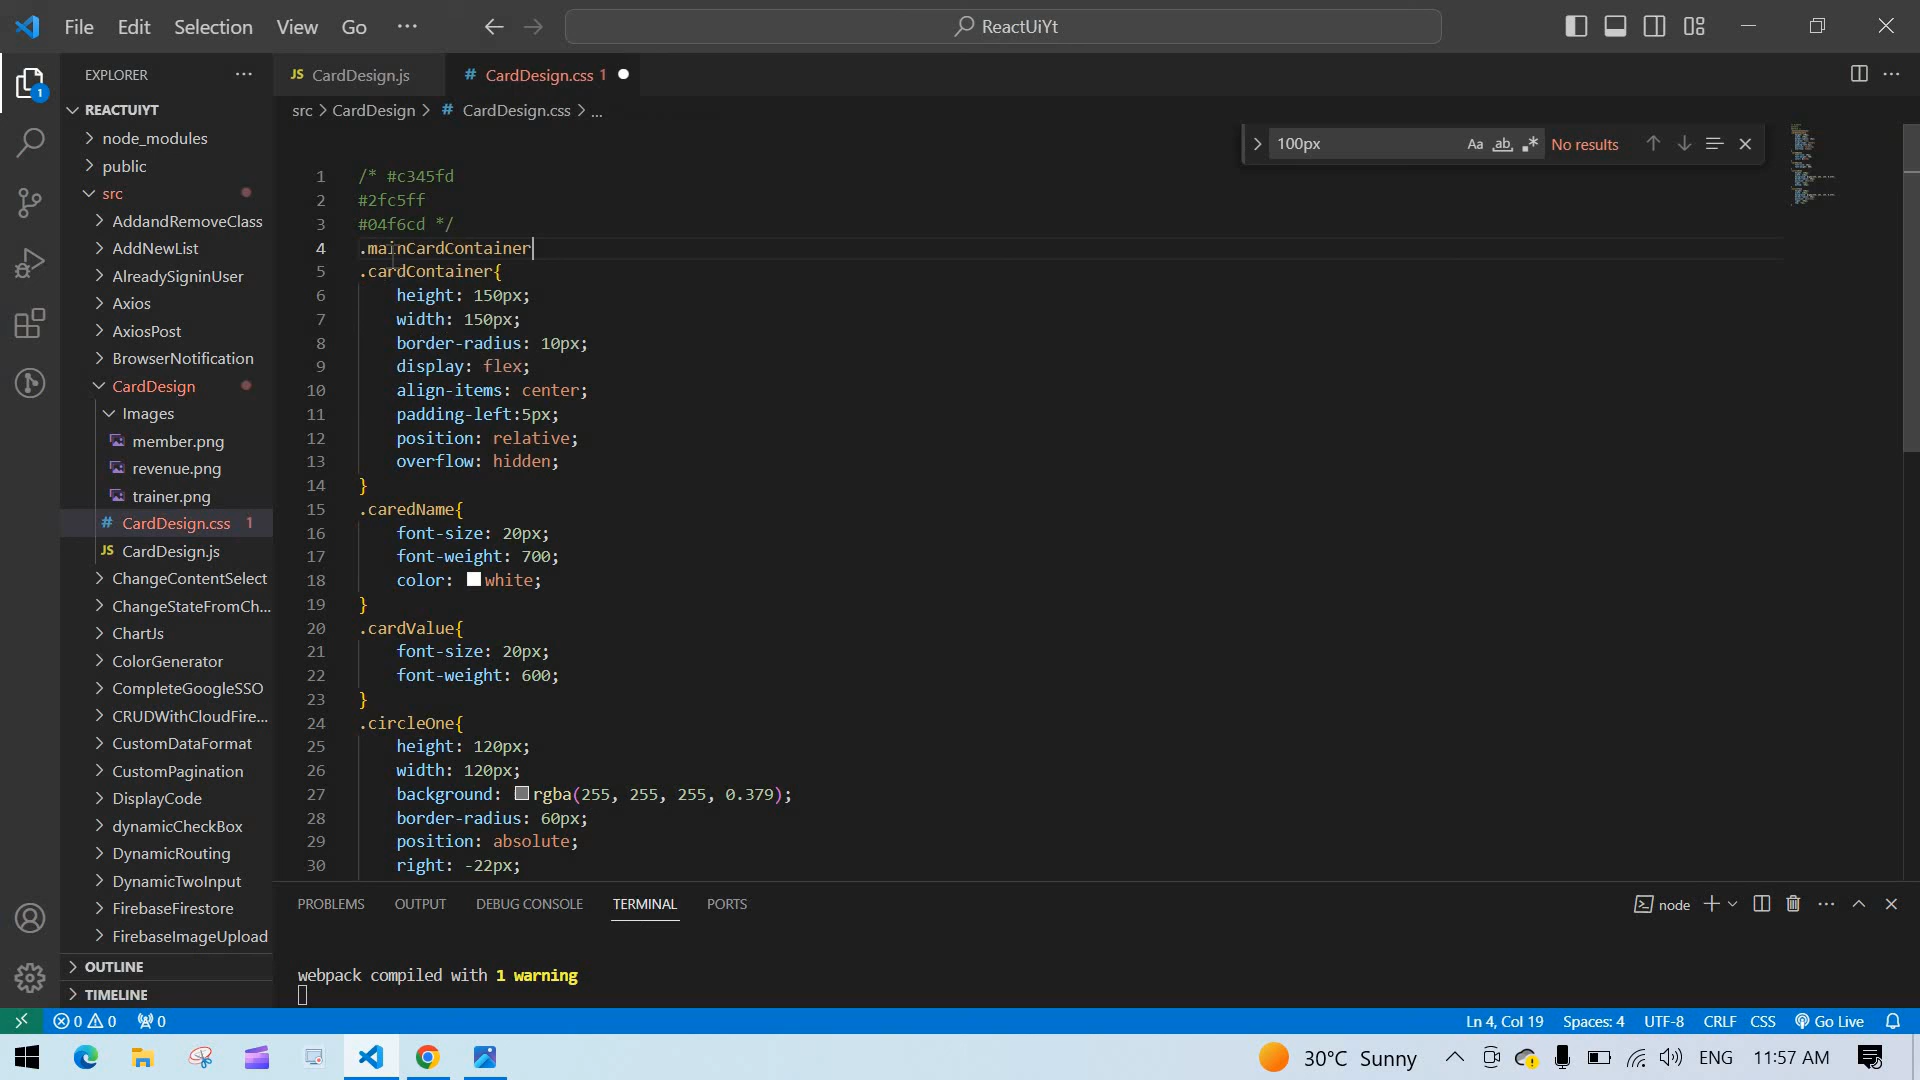 File Edit Selection View Go ···
ReactUiYt
EXPLORER
REACTUIYT
node_modules
public
src
AddandRemoveClass
AddNewList
AlreadySigninUser
Axios
AxiosPost
BrowserNotification
CardDesign
Images
member.png
revenue.png
trainer.png
CardDesign.css 1
CardDesign.js
ChangeContentSelect
ChangeStateFromCh...
ChartJs
ColorGenerator
CompleteGoogleSSO
CRUDWithCloudFire...
CustomDataFormat
CustomPagination
DisplayCode
dynamicCheckBox
DynamicRouting
DynamicTwoInput
FirebaseFirestore
FirebaseImageUpload
OUTLINE
TIMELINE
JS CardDesign.js # CardDesign.css 1
src > CardDesign > # CardDesign.css > ...
100px Aa ab No results
1 /* #c345fd
2 #2fc5ff
3 #04f6cd */
4 .mainCardContainer
5 .cardContainer{
6 height: 150px;
7 width: 150px;
8 border-radius: 10px;
9 display: flex;
10 align-items: center;
11 padding-left:5px;
12 position: relative;
13 overflow: hidden;
14 }
15 .caredName{
16 font-size: 20px;
17 font-weight: 700;
18 color: white;
19 }
20 .cardValue{
21 font-size: 20px;
22 font-weight: 600;
23 }
24 .circleOne{
25 height: 120px;
26 width: 120px;
27 background: rgba(255, 255, 255, 0.379);
28 border-radius: 60px;
29 position: absolute;
30 right: -22px;
PROBLEMS OUTPUT DEBUG CONSOLE TERMINAL PORTS
node
webpack compiled with 1 warning
0 0 0
Ln 4, Col 19 Spaces: 4 UTF-8 CRLF CSS Go Live
30°C Sunny ENG 11:57 AM